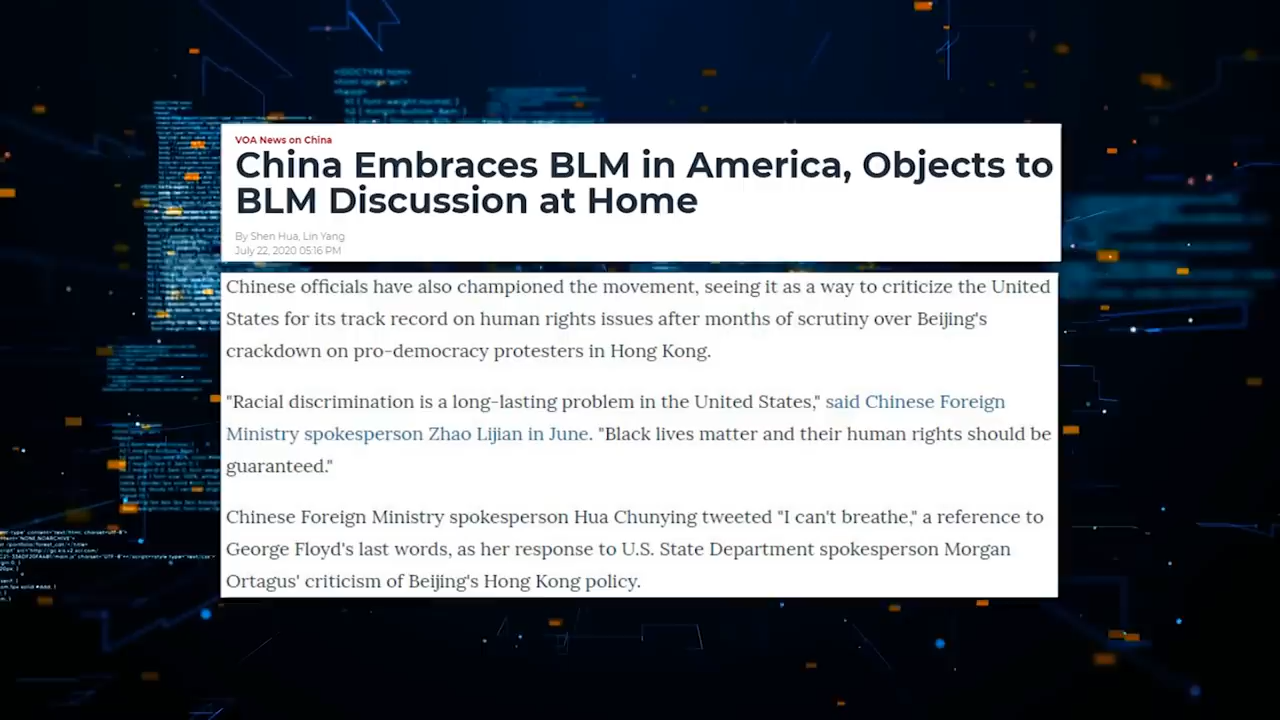 VOA News on China
China Embraces BLM in America, Objects to
BLM Discussion at Home
By Shen Hua, Lin Yang
July 22, 2020 05:16 PM
Chinese officials have also championed the movement, seeing it as a way to criticize the United
States for its track record on human right issues after months of scrutiny over Beijing's
crackdown on pro-democracy protesters in Hong Kong.
"Racial discrimination is a long-lasting problem in the United States," said Chinese Foreign
Ministry spokesperson Zhao Lijian in June. "Black lives matter and their human rights should be
guaranteed."
Chinese Foreign Ministry spokesperson Hua Chunying tweeted "I can't breathe," a reference to
George Floyd's last words, as her response to U.S. State Department spokesperson Morgan
Ortagus' criticism of Beijing's Hong Kong policy.